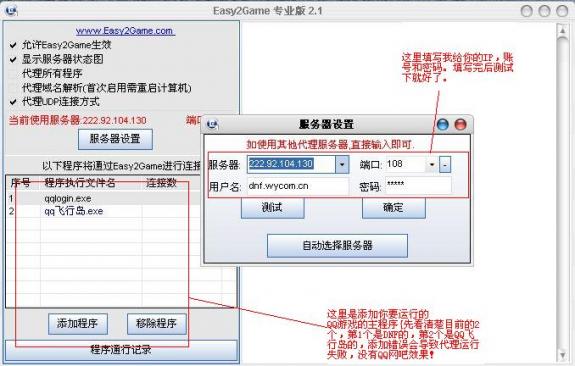 Easy2Game 专业版 2.1
www.Easy2Game.com
允许Easy2Game生效
显示服务器状态图
代理所有程序
代理域名解析(首次启用需重启计算机)
代理UDP连接方式
当前使用服务器:222.92.104.130 端口
服务器设置
以下程序将通过Easy2Game进行连接
序号 程序执行文件名 连接数
1 qqlogin.exe
2 qq飞行岛.exe
添加程序 移除程序
程序通行记录
这里填写我给你的IP，账
号和密码。填写完后测试
下就好了。
服务器设置
如使用其他代理服务器,直接输入即可.
服务器: 222.92.104.130 端口: 108 -
用户名: dnf.wycom.cn 密码: *****
测试 确定
自动选择服务器
这里是添加你要运行的
QQ游戏的主程序(先看清楚目前的2
个，第1个是DNF的，第2个是QQ飞
行岛的，添加错误会导致代理运行
失败，没有QQ网吧效果!